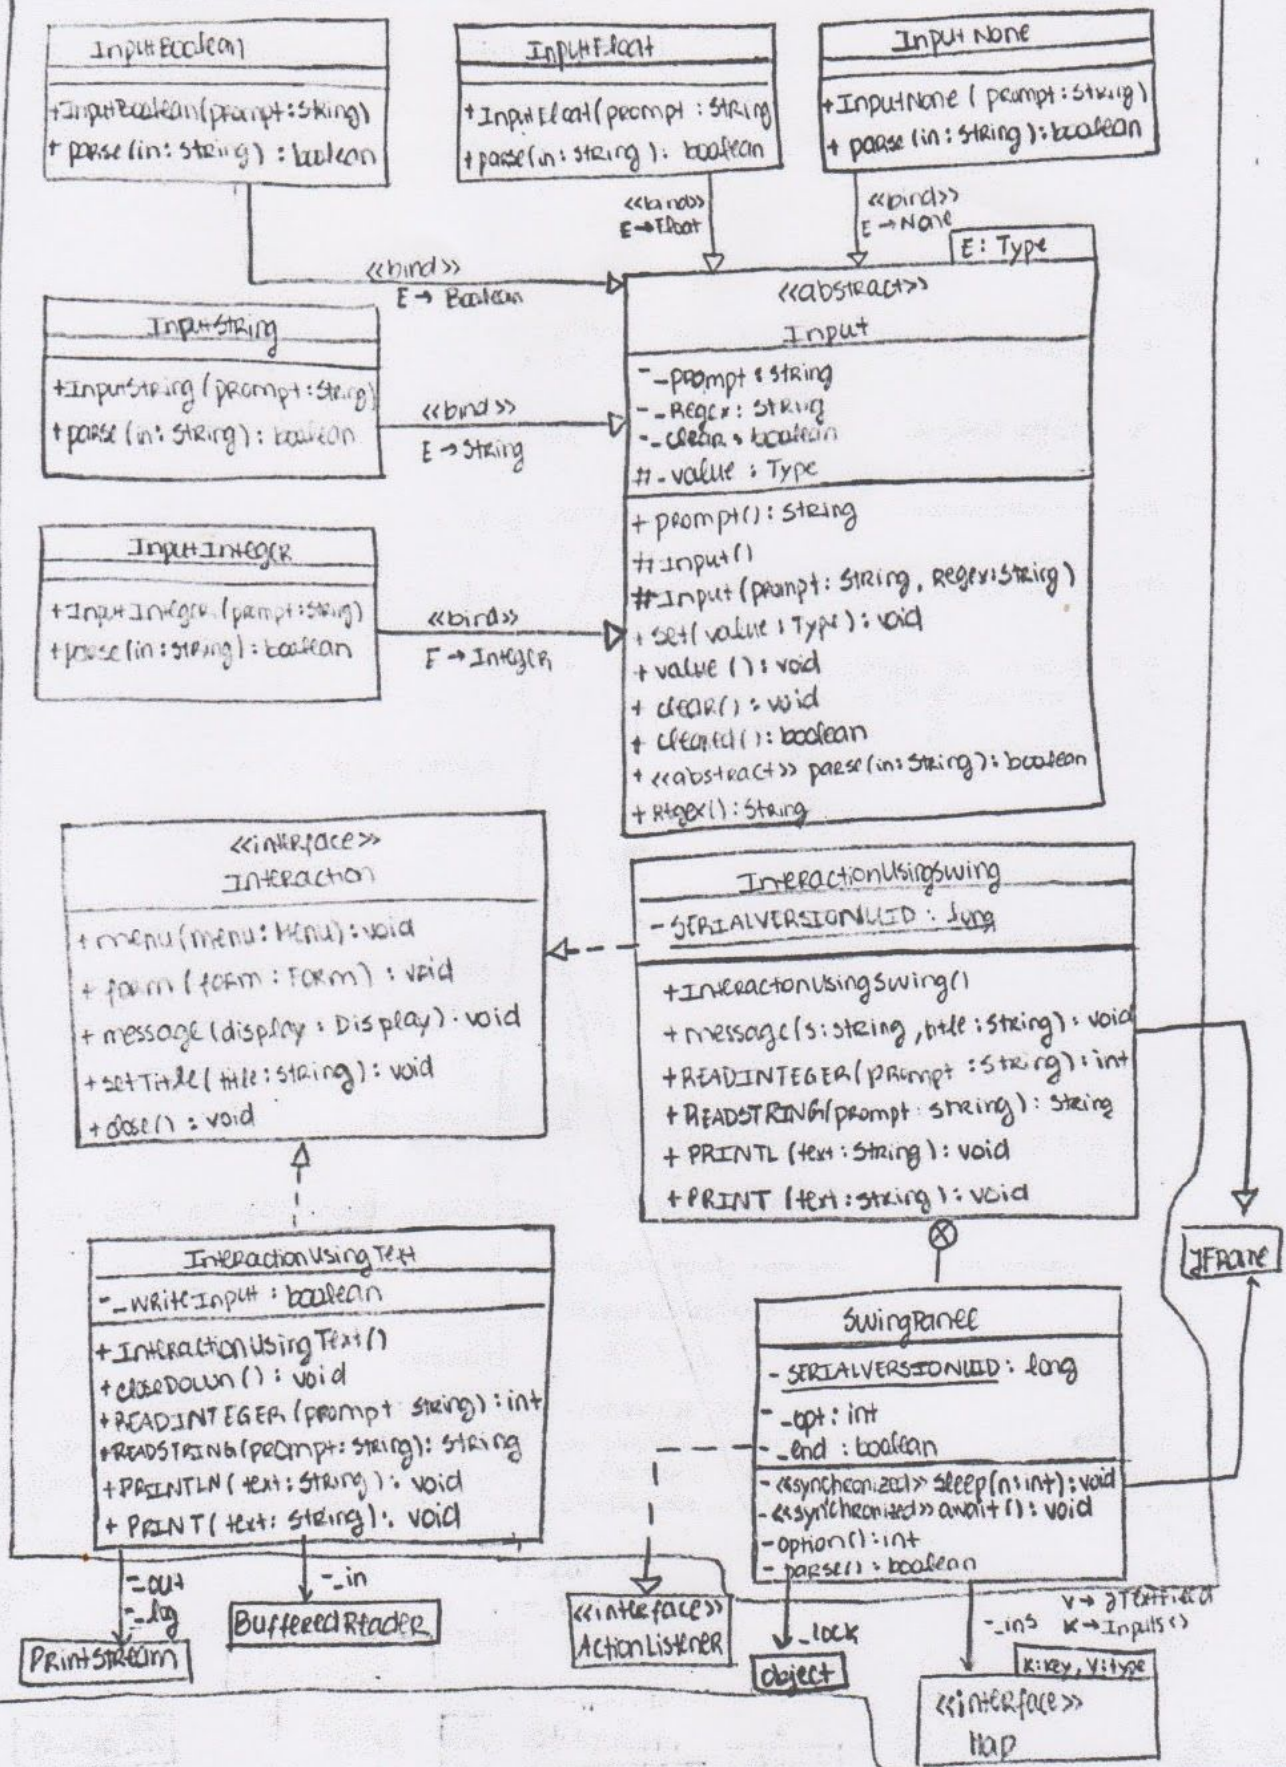 InputBoolean
+InputBoolean(prompt:String)
+ parse(in: String) : boolean
InputFloat
+InputFloat(prompt : String
+parse(in: string): boolean
InputNone
+InputNone (prompt:String)
+ parse (in: String): boolean
«bind»
E→Float
«bind»
E→None
E: Type
«bind»
E→ Boolean
«abstract»
Input
- _prompt : string
- _Regex: String
- _clear : boolean
# _value : Type
+ prompt(): String
# Input()
# Input(prompt: String, Regex:String)
+ set(value : Type): void
+ value (): void
+ clear(): void
+ cleared(): boolean
+ «abstract» parse(in:String): boolean
+ Regex(): String
InputString
+InputString (prompt:String)
+parse(in: String): boolean
«bind»
E→String
InputInteger
+InputInteger (prompt:String)
+parse(in:String): boolean
«bind»
E→Integer
«interface»
Interaction
+ menu(menu: Menu): void
+ form (form : Form) : void
+ message(display : Display): void
+setTitle(title:String): void
+close() : void
InteractionUsingSwing
- SERIALVERSIONUID : long
+InteractonUsingSwing()
+message(s:string, title:String): void
+READINTEGER(prompt :String): int
+READSTRING(prompt: string): String
+ PRINTL (text:String): void
+PRINT (text:string): void
JFrame
InteractionUsingText
- _writeInput : boolean
+InteractionUsingText()
+closeDown(): void
+READINTEGER(prompt: string): int
+READSTRING(prompt: string): string
+PRINTLN(text:String): void
+ PRINT(text: string): void
- _out
- _log
PrintStream
- _in
BufferedReader
SwingPanel
- SERIALVERSIONUID: long
- _opt: int
- _end : boolean
- «synchronized» sleep(n:int):void
- «synchronized» await(): void
- option(): int
- parse(): boolean
«interface»
ActionListener
- _lock
Object
V→ JTextField
- _ins
K→Inputs()
K:key, V:type
«interface»
Map